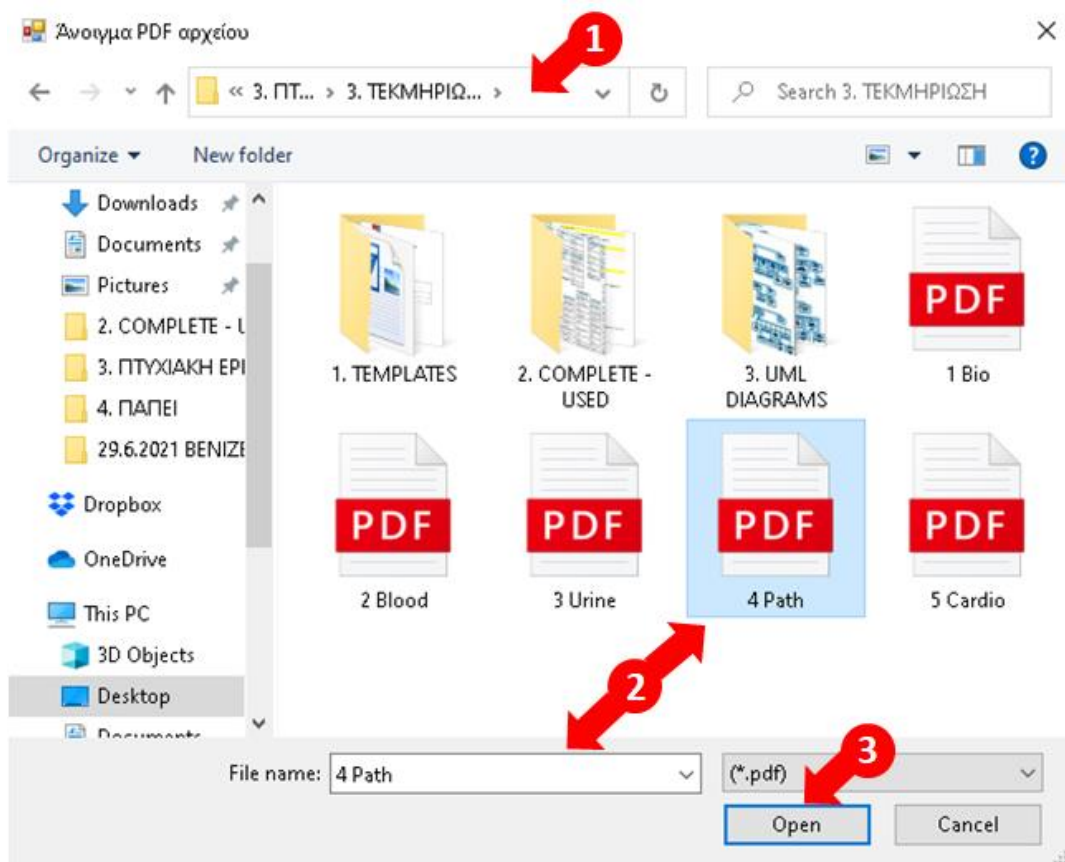 Άνοιγμα PDF αρχείου
1
« 3. ΠΤ... › 3. ΤΕΚΜΗΡΙΩ... ›
Search 3. ΤΕΚΜΗΡΙΩΣΗ
Organize
New folder
?
Downloads
Documents
Pictures
2. COMPLETE - U
3. ΠΤΥΧΙΑΚΗ ΕΡΓ
4. ΠΑΠΕΙ
29.6.2021 ΒΕΝΙΖΕ
Dropbox
OneDrive
This PC
3D Objects
Desktop
Documents
1. TEMPLATES
2. COMPLETE -
USED
3. UML
DIAGRAMS
PDF
1 Bio
PDF
2 Blood
PDF
3 Urine
PDF
4 Path
PDF
5 Cardio
2
3
File name: 4 Path
(*.pdf)
Open
Cancel